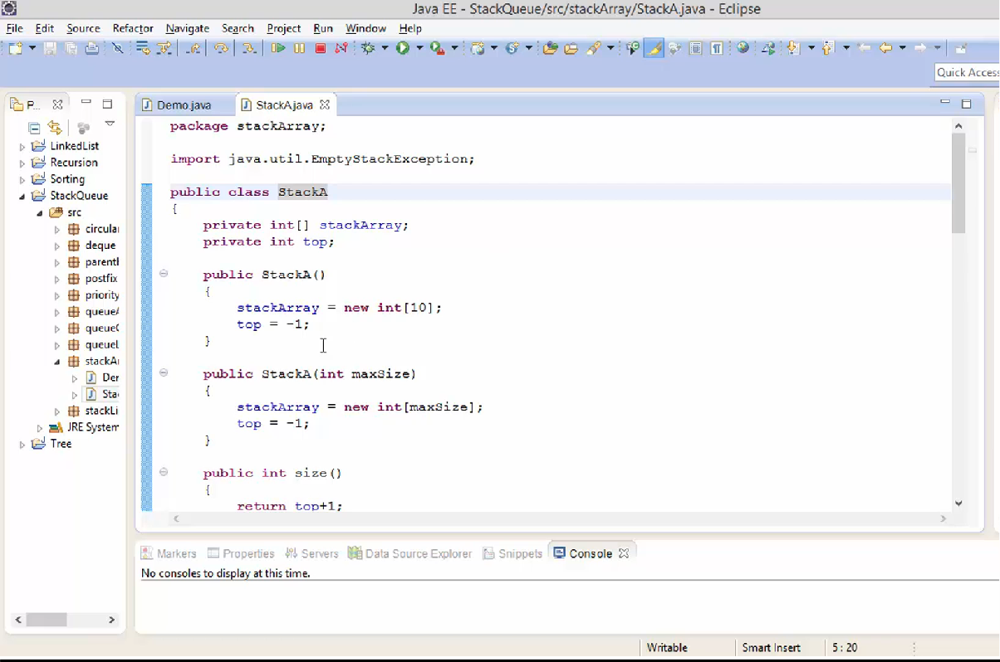 Java EE - StackQueue/src/stackArray/StackA.java - Eclipse
File Edit Source Refactor Navigate Search Project Run Window Help
Quick Access
P...
Demo.java
StackA.java
LinkedList
Recursion
Sorting
StackQueue
src
circular
deque
parenth
postfix
priority
queueA
queueC
queueL
stackAr
Der
Sta
stackLi
JRE System
Tree
package stackArray;
import java.util.EmptyStackException;
public class StackA
{
private int[] stackArray;
private int top;
public StackA()
{
stackArray = new int[10];
top = -1;
}
public StackA(int maxSize)
{
stackArray = new int[maxSize];
top = -1;
}
public int size()
{
return top+1;
Markers Properties Servers Data Source Explorer Snippets Console
No consoles to display at this time.
Writable Smart Insert 5 : 20